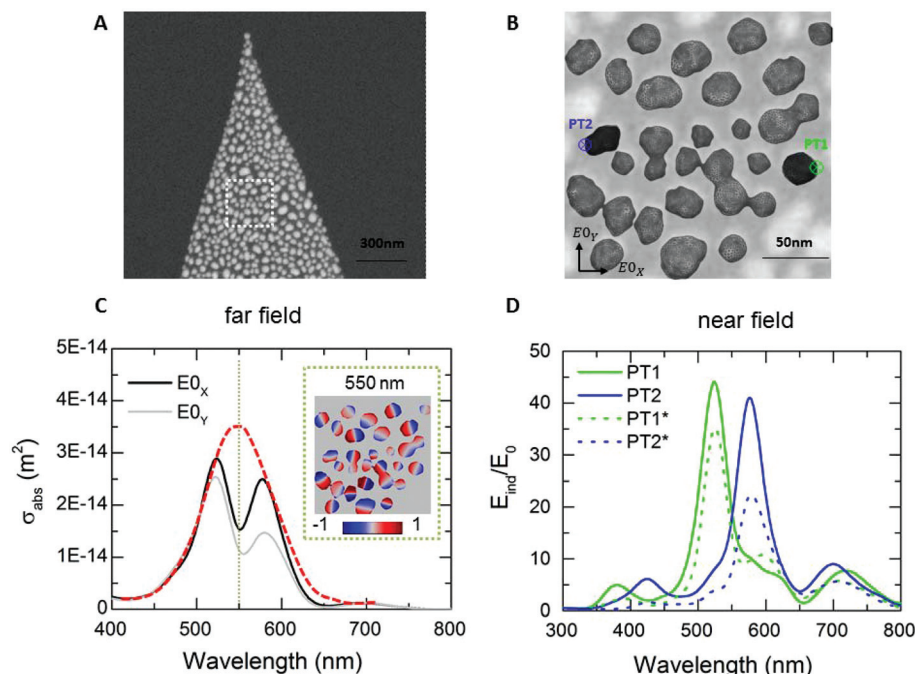 A
300nm
B
PT2
PT1
E0Y
E0X
50nm
C
far field
5E-14
4E-14
3E-14
2E-14
1E-14
0
σabs (m²)
E0X
E0Y
550 nm
-1 1
400 500 600 700 800
Wavelength (nm)
D
near field
50
40
30
20
10
0
Eind/E0
PT1
PT2
PT1*
PT2*
300 400 500 600 700 800
Wavelength (nm)